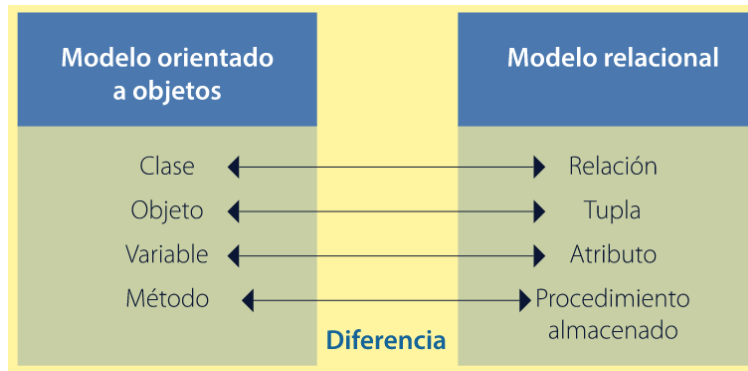 Modelo orientado
a objetos
Modelo relacional
Clase
Relación
Objeto
Tupla
Variable
Atributo
Método
Procedimiento
almacenado
Diferencia